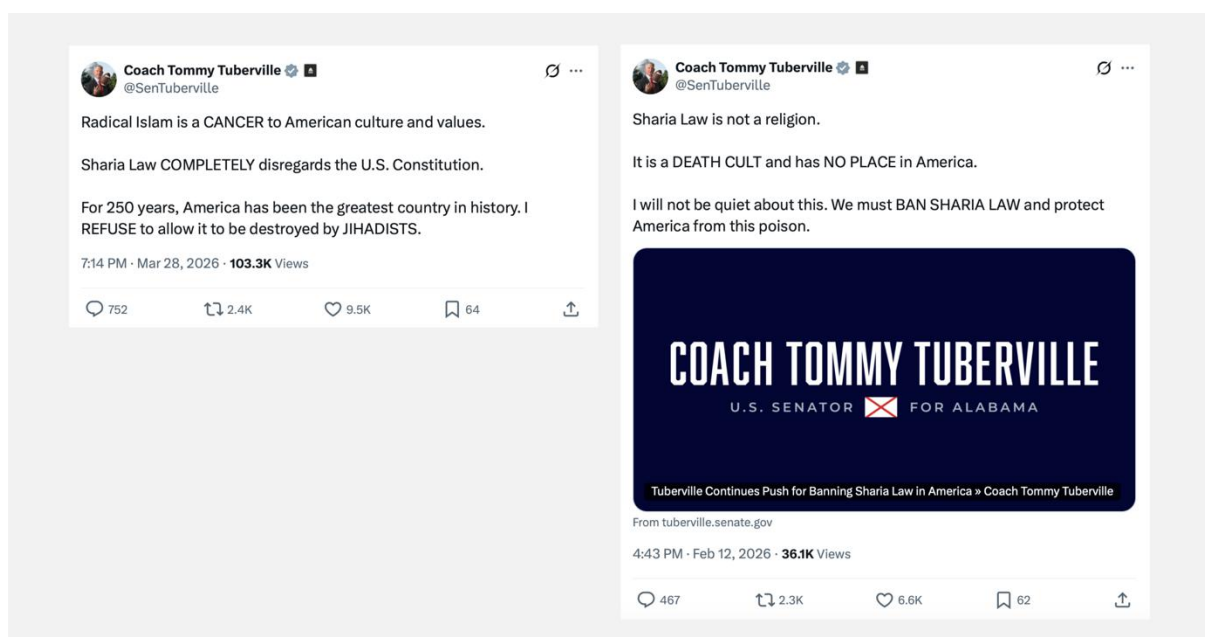 Coach Tommy Tuberville
@SenTuberville
Radical Islam is a CANCER to American culture and values.
Sharia Law COMPLETELY disregards the U.S. Constitution.
For 250 years, America has been the greatest country in history. I
REFUSE to allow it to be destroyed by JIHADISTS.
7:14 PM · Mar 28, 2026 · 103.3K Views
752 2.4K 9.5K 64
Coach Tommy Tuberville
@SenTuberville
Sharia Law is not a religion.
It is a DEATH CULT and has NO PLACE in America.
I will not be quiet about this. We must BAN SHARIA LAW and protect
America from this poison.
COACH TOMMY TUBERVILLE
U.S. SENATOR FOR ALABAMA
Tuberville Continues Push for Banning Sharia Law in America » Coach Tommy Tuberville
From tuberville.senate.gov
4:43 PM · Feb 12, 2026 · 36.1K Views
467 2.3K 6.6K 62